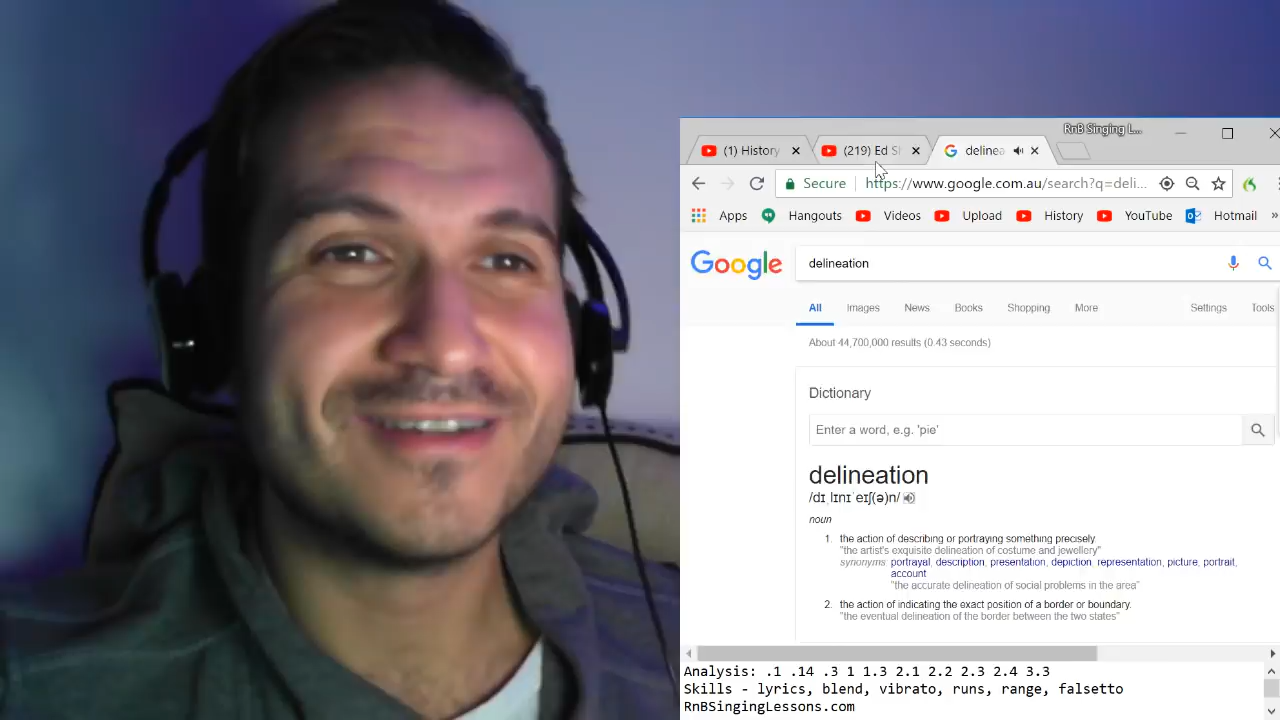 RnB Singing L...
(1) History
(219) Ed S
delinea
Secure https://www.google.com.au/search?q=deli...
Apps Hangouts Videos Upload History YouTube Hotmail »
Google delineation
All Images News Books Shopping More Settings Tools
About 44,700,000 results (0.43 seconds)
Dictionary
Enter a word, e.g. 'pie'
delineation
/dɪˌlɪnɪˈeɪʃ(ə)n/
noun
1. the action of describing or portraying something precisely.
"the artist's exquisite delineation of costume and jewellery"
synonyms: portrayal, description, presentation, depiction, representation, picture, portrait,
account
"the accurate delineation of social problems in the area"
2. the action of indicating the exact position of a border or boundary.
"the eventual delineation of the border between the two states"
Analysis: .1 .14 .3 1 1.3 2.1 2.2 2.3 2.4 3.3
Skills - lyrics, blend, vibrato, runs, range, falsetto
RnBSingingLessons.com